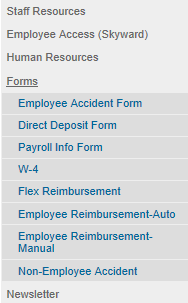 Staff Resources
Employee Access (Skyward)
Human Resources
Forms
Employee Accident Form
Direct Deposit Form
Payroll Info Form
W-4
Flex Reimbursement
Employee Reimbursement-Auto
Employee Reimbursement-
Manual
Non-Employee Accident
Newsletter